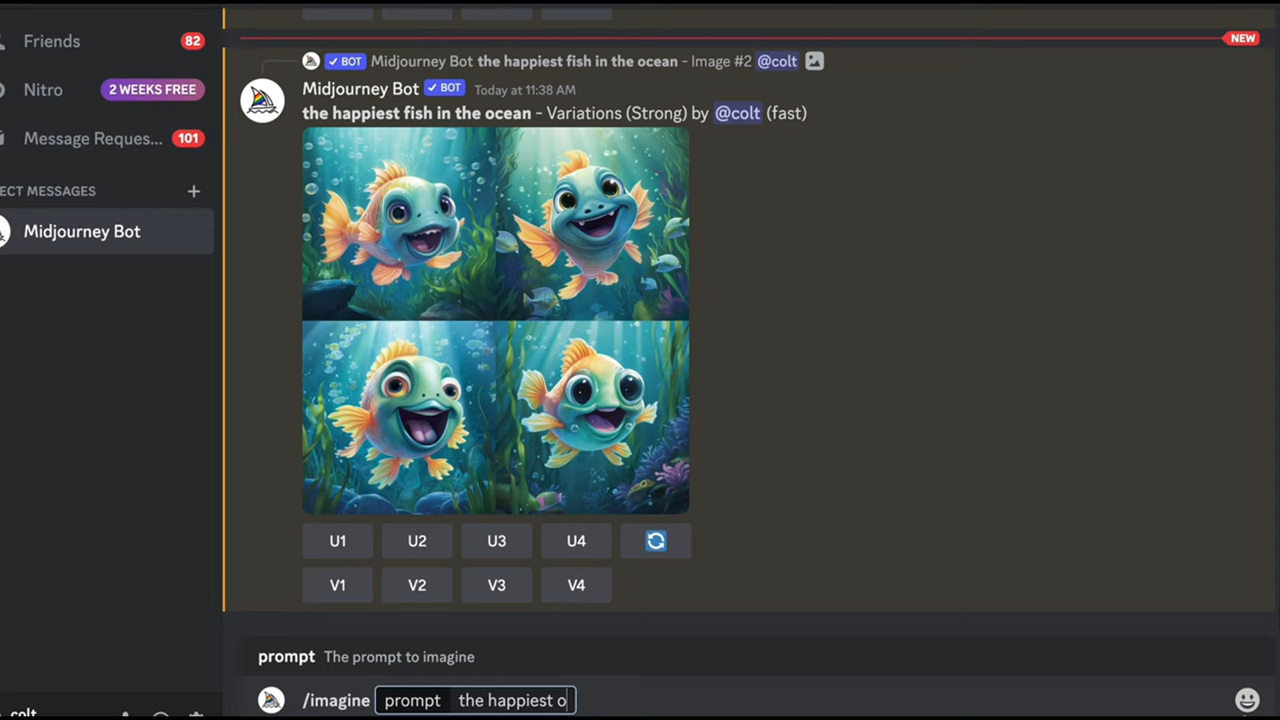 Friends 82
NEW
✓ BOT Midjourney Bot the happiest fish in the ocean - Image #2 @colt
Nitro 2 WEEKS FREE
Midjourney Bot ✓ BOT Today at 11:38 AM
the happiest fish in the ocean - Variations (Strong) by @colt (fast)
Message Reques... 101
ECT MESSAGES +
Midjourney Bot
U1 U2 U3 U4
V1 V2 V3 V4
prompt The prompt to imagine
/imagine prompt the happiest o
colt